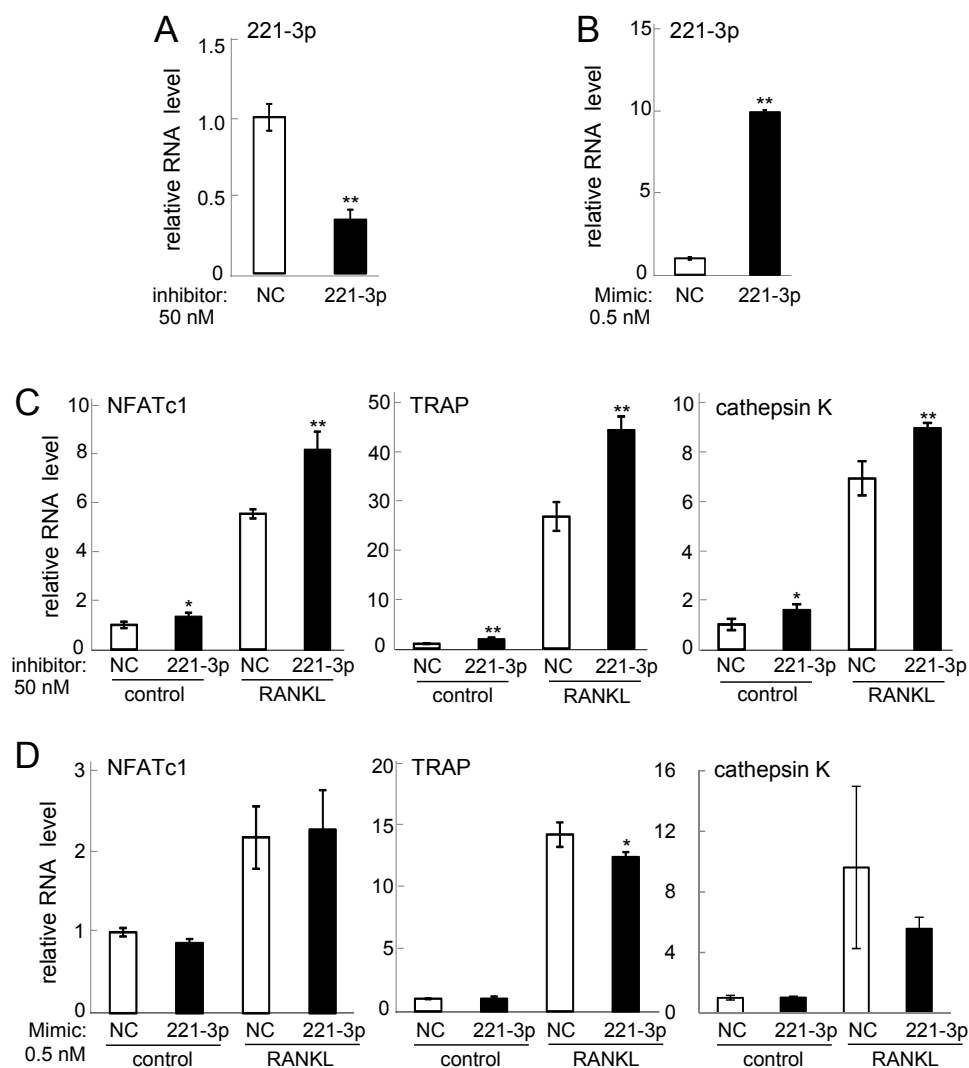 A
221-3p
relative RNA level
1.5
1.0
0.5
0
**
inhibitor: NC 221-3p
50 nM
B
221-3p
relative RNA level
15
10
5
0
**
Mimic: NC 221-3p
0.5 nM
C
NFATc1
relative RNA level
10
8
6
4
2
0
*
**
inhibitor: NC 221-3p NC 221-3p
50 nM control RANKL
TRAP
50
40
30
20
10
0
**
**
NC 221-3p NC 221-3p
control RANKL
cathepsin K
10
8
6
4
2
0
*
**
NC 221-3p NC 221-3p
control RANKL
D
NFATc1
relative RNA level
3
2
1
0
Mimic: NC 221-3p NC 221-3p
0.5 nM control RANKL
TRAP
20
15
10
5
0
*
NC 221-3p NC 221-3p
control RANKL
cathepsin K
16
12
8
4
0
NC 221-3p NC 221-3p
control RANKL